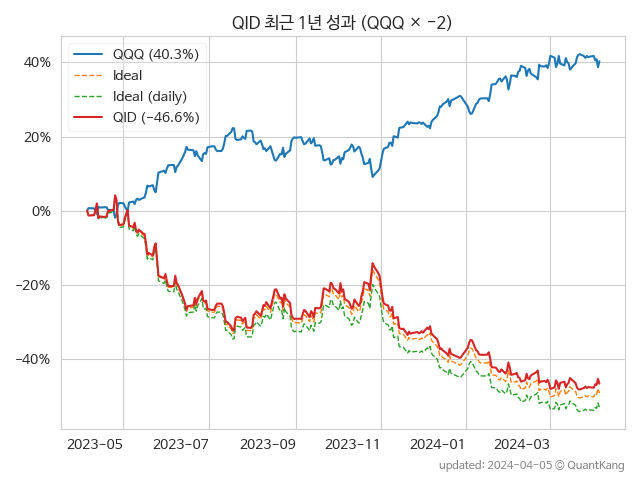 QID 최근 1년 성과 (QQQ × −2)
QQQ (40.3%)
Ideal
Ideal (daily)
QID (−46.6%)
40%
20%
0%
−20%
−40%
2023−05
2023−07
2023−09
2023−11
2024−01
2024−03
updated: 2024−04−05 © QuantKang